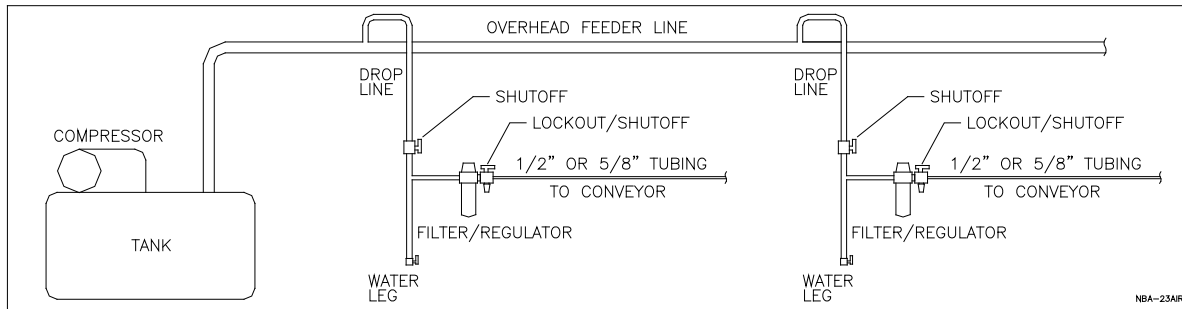 OVERHEAD FEEDER LINE
DROP
LINE
SHUTOFF
LOCKOUT/SHUTOFF
COMPRESSOR
1/2” OR 5/8” TUBING
TO CONVEYOR
TANK
FILTER/REGULATOR
WATER
LEG
DROP
LINE
SHUTOFF
LOCKOUT/SHUTOFF
1/2” OR 5/8” TUBING
TO CONVEYOR
FILTER/REGULATOR
WATER
LEG
NBA–23AIR